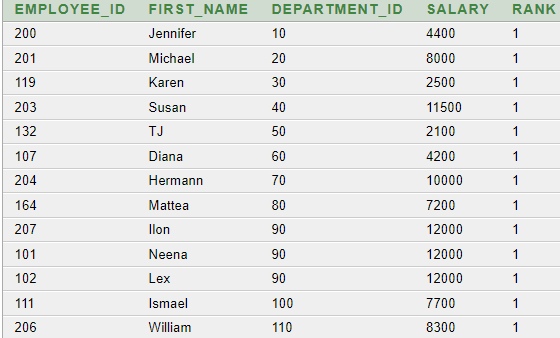 EMPLOYEE_ID FIRST_NAME DEPARTMENT_ID SALARY RANK
200 Jennifer 10 4400 1
201 Michael 20 8000 1
119 Karen 30 2500 1
203 Susan 40 11500 1
132 TJ 50 2100 1
107 Diana 60 4200 1
204 Hermann 70 10000 1
164 Mattea 80 7200 1
207 Ilon 90 12000 1
101 Neena 90 12000 1
102 Lex 90 12000 1
111 Ismael 100 7700 1
206 William 110 8300 1